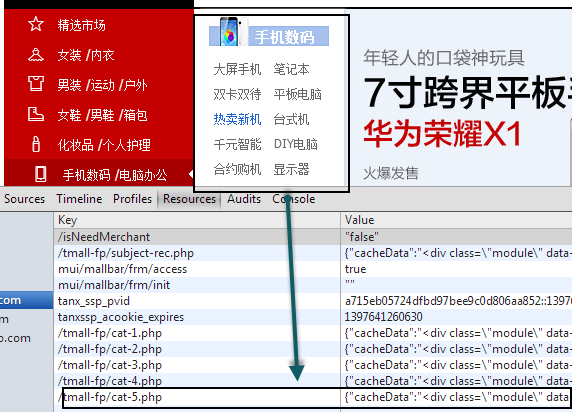 精选市场
女装 /内衣
男装 /运动 /户外
女鞋 /男鞋 /箱包
化妆品 /个人护理
手机数码 /电脑办公
手机数码
大屏手机 笔记本
双卡双待 平板电脑
热卖新机 台式机
千元智能 DIY电脑
合约购机 显示器
年轻人的口袋神玩具
7寸跨界平板
华为荣耀X1
火爆发售
Sources Timeline Profiles Resources Audits Console
Key Value
/isNeedMerchant "false"
/tmall-fp/subject-rec.php {"cacheData":"<div class=\"module\" data-
mui/mallbar/frm/access true
mui/mallbar/frm/init ""
tanx_ssp_pvid a715eb05724dfbd97bee9c0d806aa852::1397
tanxssp_acookie_expires 1397641260630
/tmall-fp/cat-1.php {"cacheData":"<div class=\"module\" data-
/tmall-fp/cat-2.php {"cacheData":"<div class=\"module\" data-
/tmall-fp/cat-3.php {"cacheData":"<div class=\"module\" data-
/tmall-fp/cat-4.php {"cacheData":"<div class=\"module\" data-
/tmall-fp/cat-5.php {"cacheData":"<div class=\"module\" data
.com
m
o.com